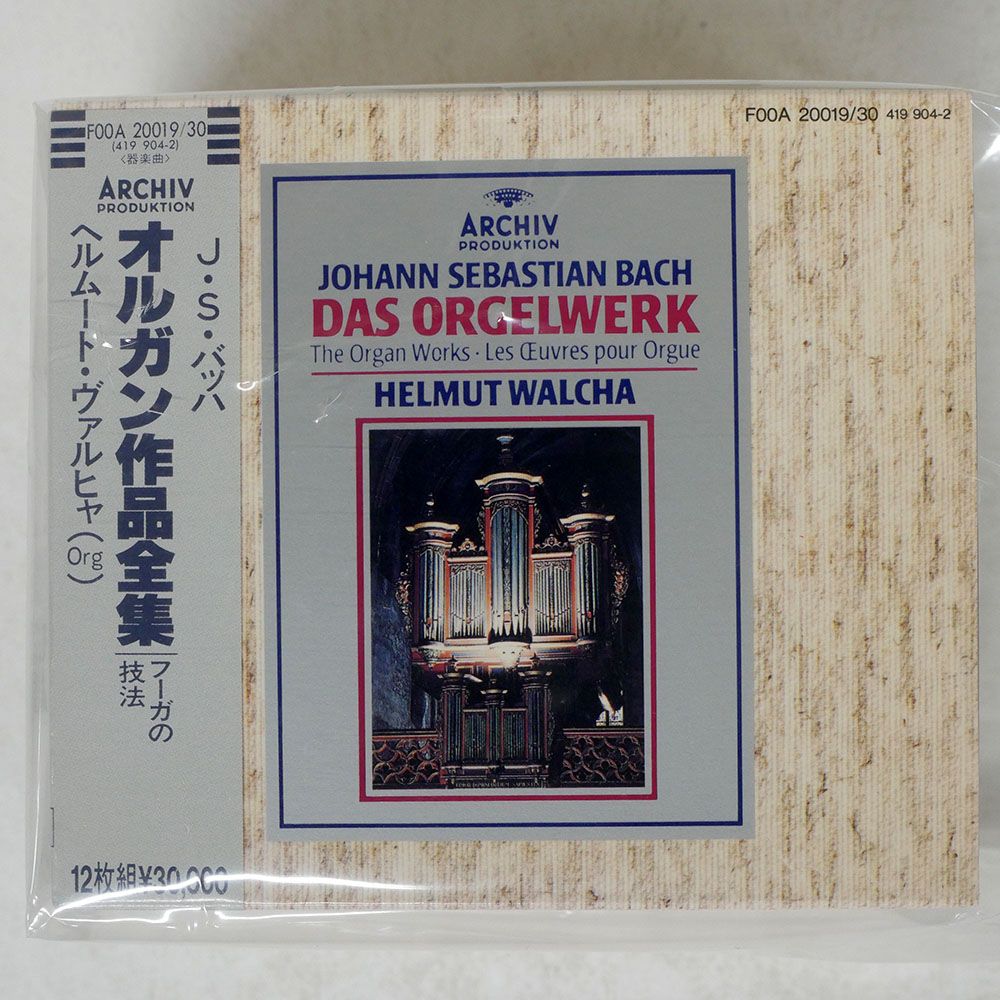 FOOA 20019/30
(419 904-2)
〈器楽曲〉
ARCHIV
PRODUKTION
J・S・バッハ
オルガン作品全集
フーガの
技法
ヘルムート・ヴァルヒャ(Org)
12枚組¥30,000
FOOA 20019/30 419 904-2
ARCHIV
PRODUKTION
JOHANN SEBASTIAN BACH
DAS ORGELWERK
The Organ Works · Les Œuvres pour Orgue
HELMUT WALCHA